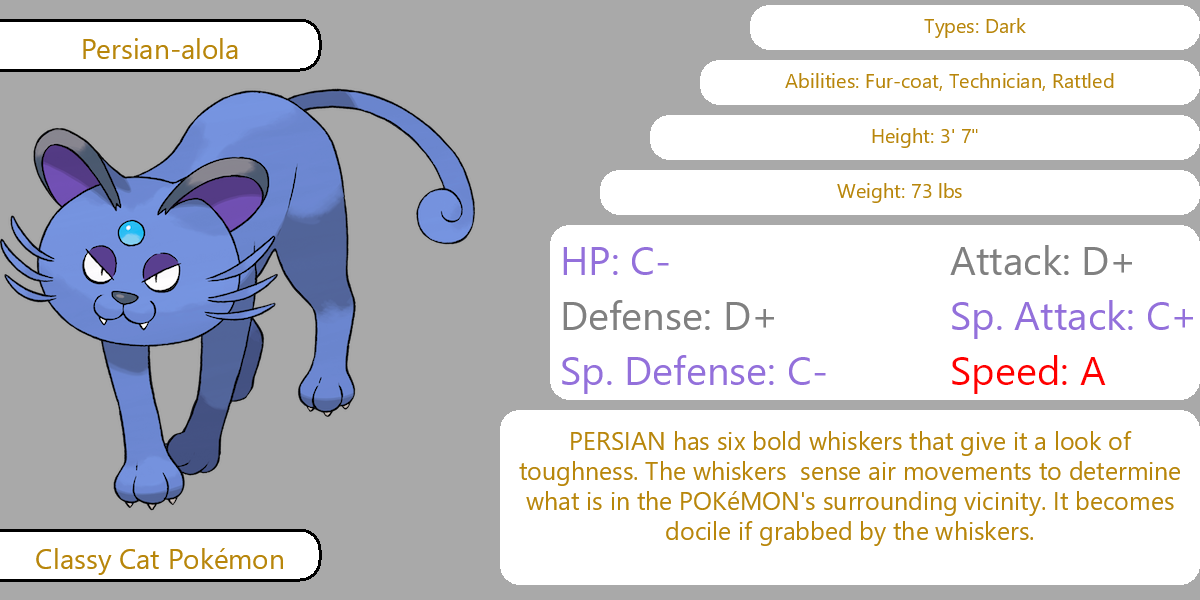 Persian-alola
Types: Dark
Abilities: Fur-coat, Technician, Rattled
Height: 3' 7"
Weight: 73 lbs
HP: C-
Attack: D+
Defense: D+
Sp. Attack: C+
Sp. Defense: C-
Speed: A
PERSIAN has six bold whiskers that give it a look of
toughness. The whiskers  sense air movements to determine
what is in the POKéMON's surrounding vicinity. It becomes
docile if grabbed by the whiskers.
Classy Cat Pokémon